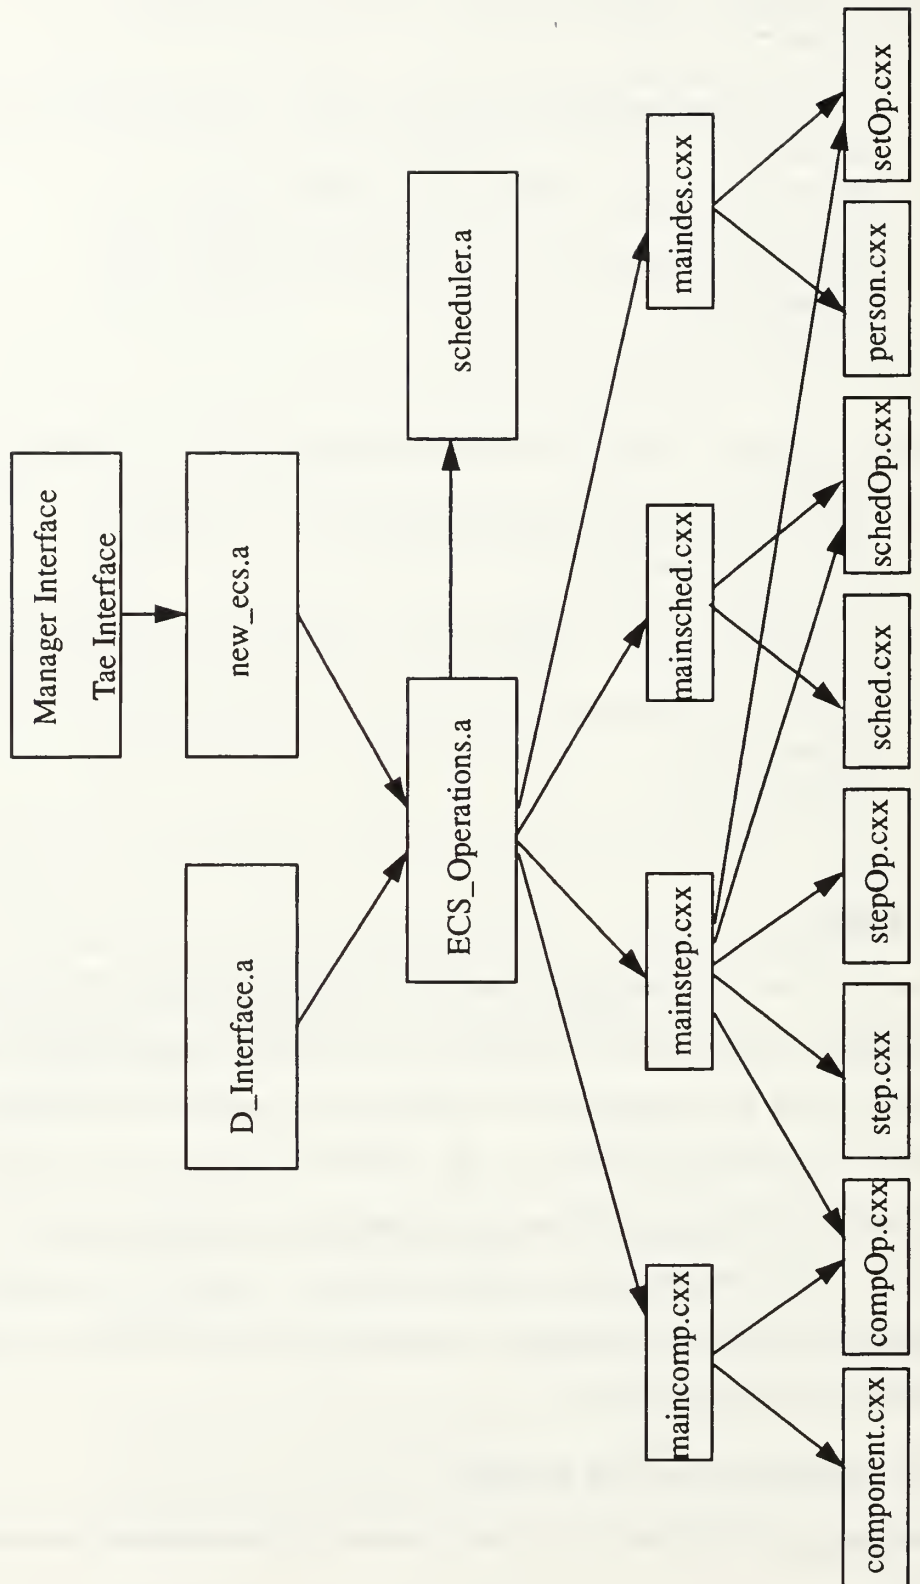 Manager Interface
Tae Interface
D_Interface.a
new_ecs.a
ECS_Operations.a
scheduler.a
maincomp.cxx
mainstep.cxx
mainsched.cxx
maindes.cxx
component.cxx
compOp.cxx
step.cxx
stepOp.cxx
sched.cxx
schedOp.cxx
person.cxx
setOp.cxx